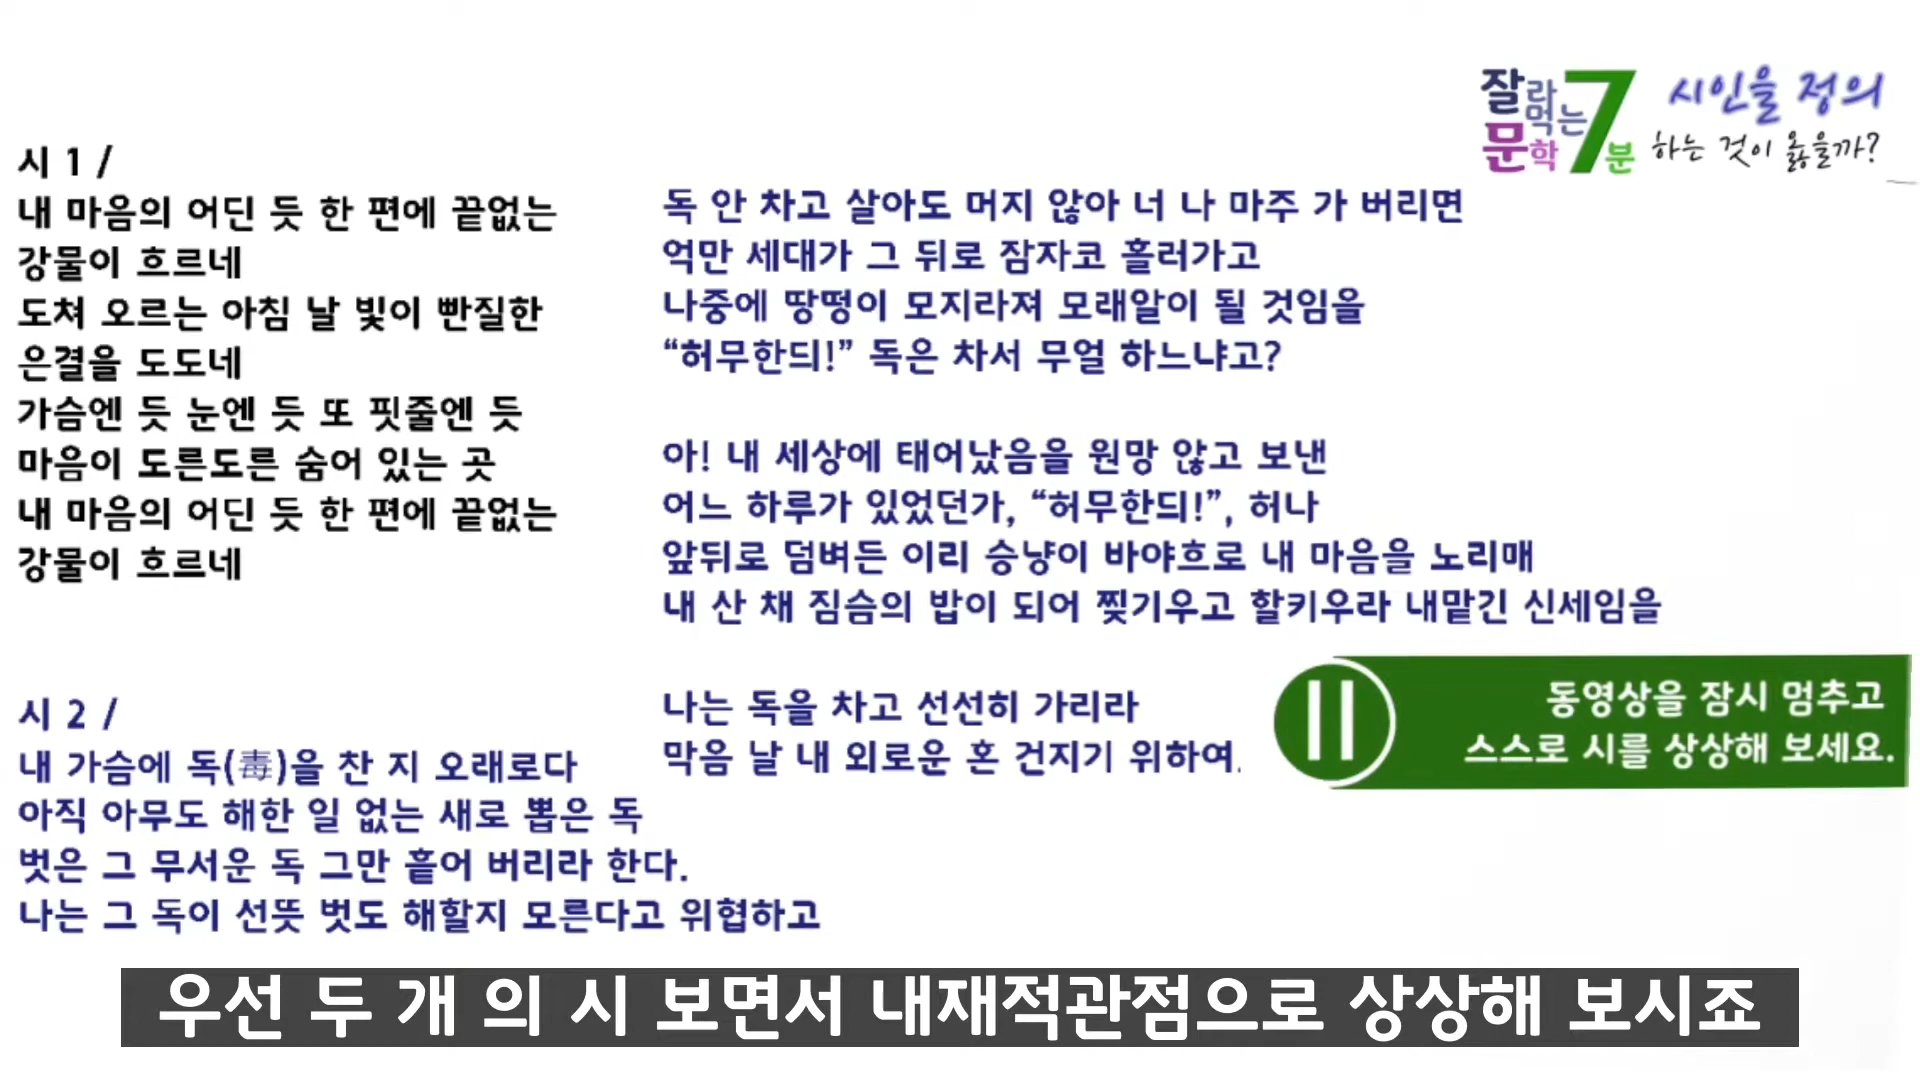 잘라먹는
문학 7분
시인을 정의
하는 것이 옳을까?
시 1 /
내 마음의 어딘 듯 한 편에 끝없는
강물이 흐르네
도쳐 오르는 아침 날 빛이 빤질한
은결을 도도네
가슴엔 듯 눈엔 듯 또 핏줄엔 듯
마음이 도른도른 숨어 있는 곳
내 마음의 어딘 듯 한 편에 끝없는
강물이 흐르네
시 2 /
내 가슴에 독(毒)을 찬 지 오래로다
아직 아무도 해한 일 없는 새로 뽑은 독
벗은 그 무서운 독 그만 흩어 버리라 한다.
나는 그 독이 선뜻 벗도 해할지 모른다고 위협하고
독 안 차고 살아도 머지 않아 너 나 마주 가 버리면
억만 세대가 그 뒤로 잠자코 흘러가고
나중에 땅떵이 모지라져 모래알이 될 것임을
“허무한듸!” 독은 차서 무얼 하느냐고?
아! 내 세상에 태어났음을 원망 않고 보낸
어느 하루가 있었던가, “허무한듸!”, 허나
앞뒤로 덤벼든 이리 승냥이 바야흐로 내 마음을 노리매
내 산 채 짐슴의 밥이 되어 찢기우고 할키우라 내맡긴 신세임을
나는 독을 차고 선선히 가리라
막음 날 내 외로운 혼 건지기 위하여.
동영상을 잠시 멈추고
스스로 시를 상상해 보세요.
우선 두 개 의 시 보면서 내재적관점으로 상상해 보시죠